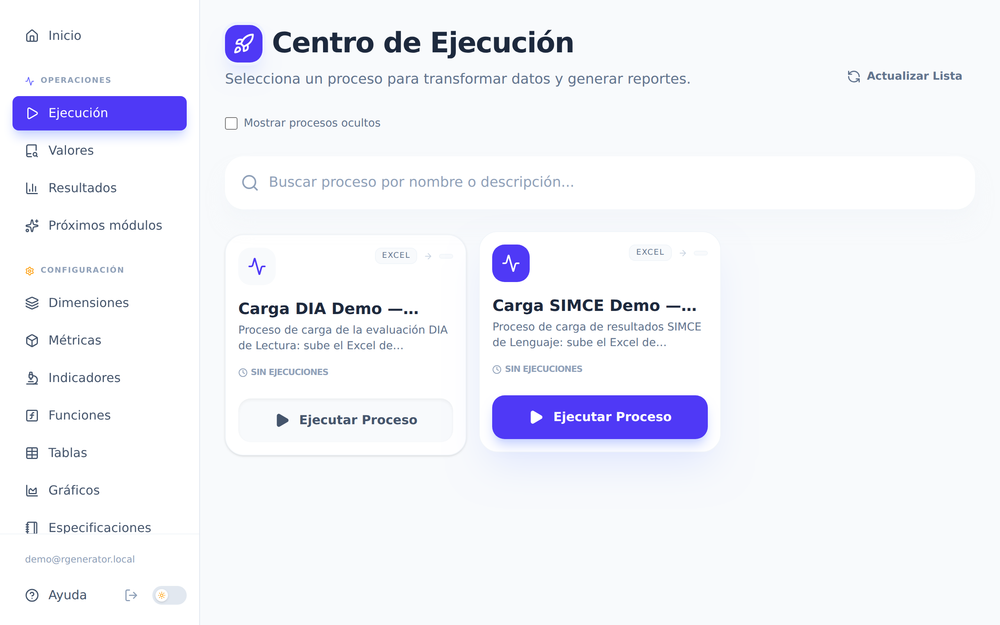 Inicio
OPERACIONES
Ejecución
Valores
Resultados
Próximos módulos
CONFIGURACIÓN
Dimensiones
Métricas
Indicadores
Funciones
Tablas
Gráficos
Especificaciones
demo@rgenerator.local
Ayuda
Centro de Ejecución
Selecciona un proceso para transformar datos y generar reportes.
Actualizar Lista
Mostrar procesos ocultos
Buscar proceso por nombre o descripción...
EXCEL
Carga DIA Demo —...
Proceso de carga de la evaluación DIA
de Lectura: sube el Excel de...
SIN EJECUCIONES
Ejecutar Proceso
EXCEL
Carga SIMCE Demo —...
Proceso de carga de resultados SIMCE
de Lenguaje: sube el Excel de...
SIN EJECUCIONES
Ejecutar Proceso